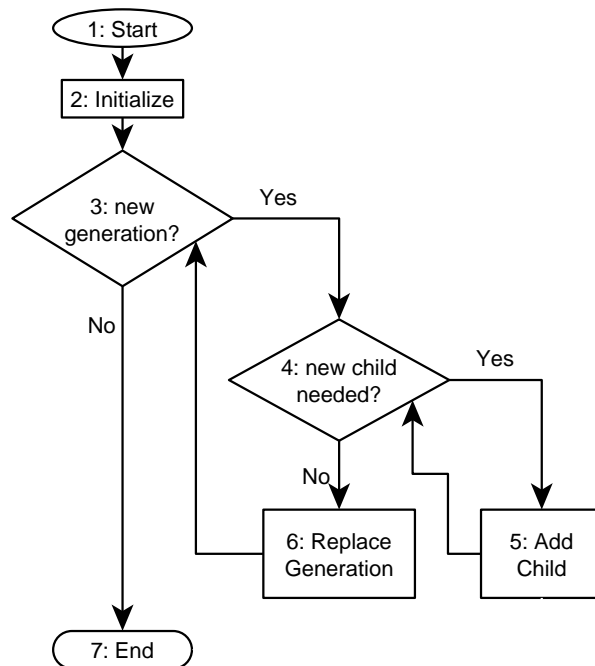 1: Start
2: Initialize
3: new
generation?
Yes
No
4: new child
needed?
Yes
No
6: Replace
Generation
5: Add
Child
7: End